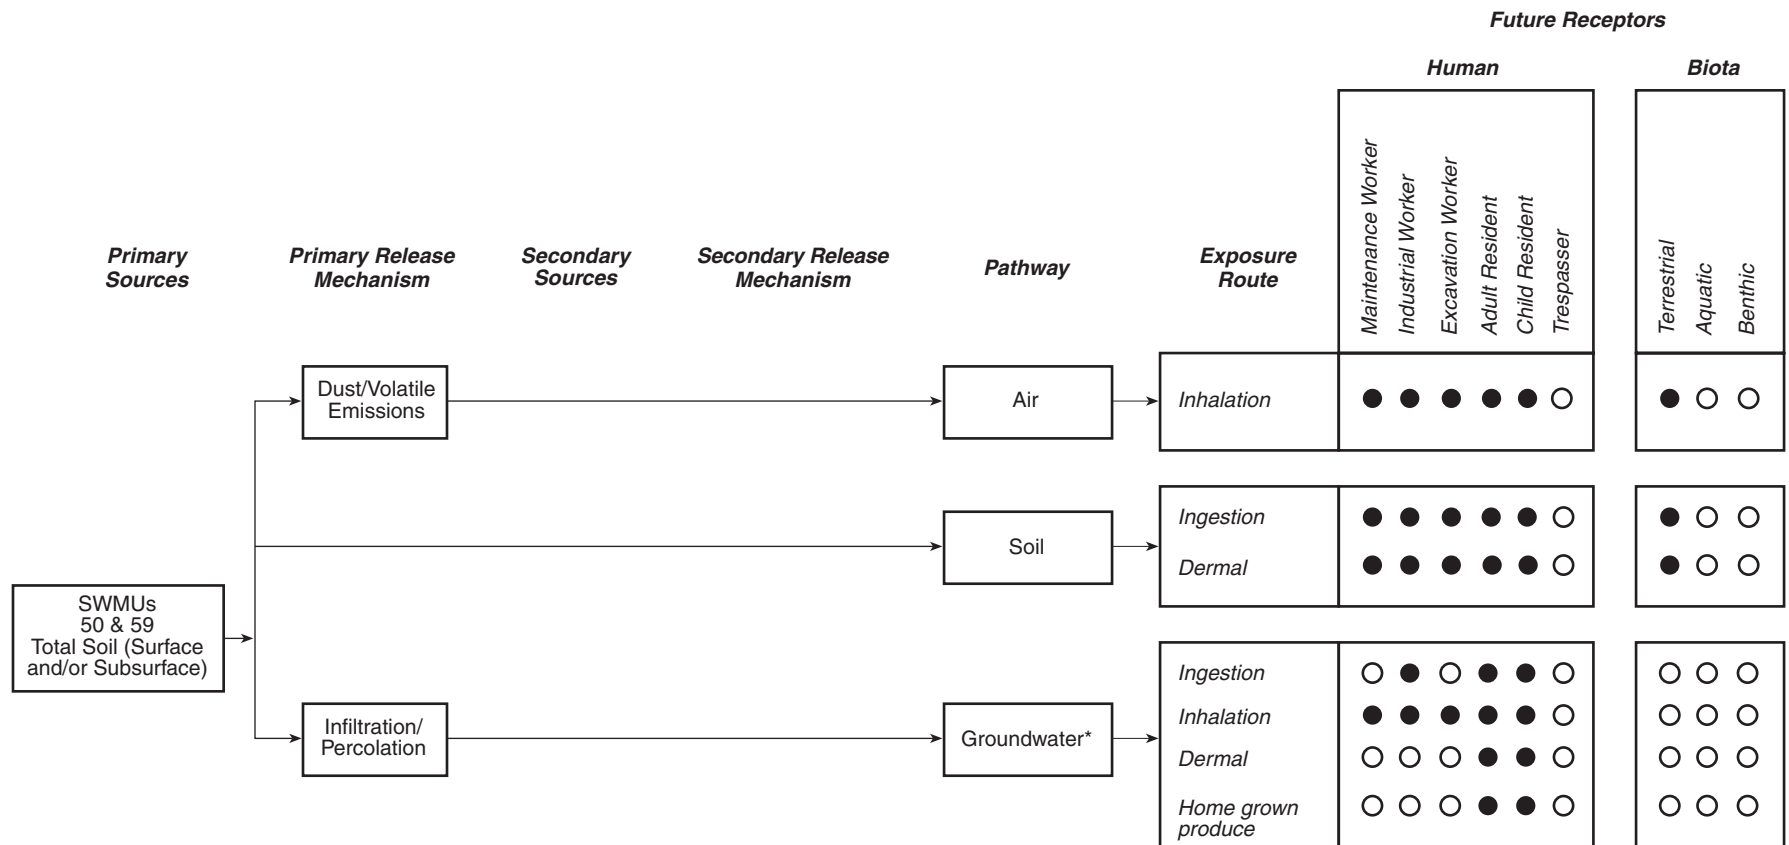 Future Receptors
Human
Biota
Maintenance Worker
Industrial Worker
Excavation Worker
Adult Resident
Child Resident
Trespasser
Terrestrial
Aquatic
Benthic
Primary
Sources
Primary Release
Mechanism
Secondary
Sources
Secondary Release
Mechanism
Pathway
Exposure
Route
Dust/Volatile
Emissions
Air
Inhalation
Soil
Ingestion
Dermal
SWMUs
50 & 59
Total Soil (Surface
and/or Subsurface)
Infiltration/
Percolation
Groundwater*
Ingestion
Inhalation
Dermal
Home grown
produce